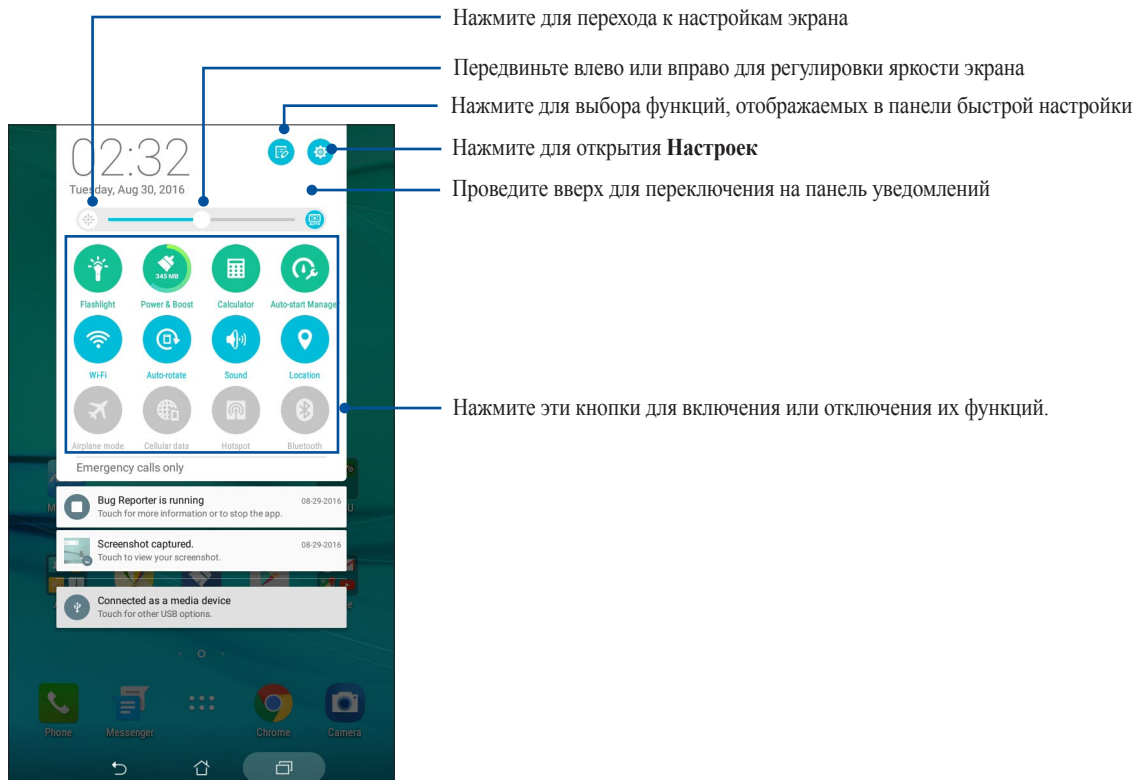 Нажмите для перехода к настройкам экрана
Передвиньте влево или вправо для регулировки яркости экрана
Нажмите для выбора функций, отображаемых в панели быстрой настройки
Нажмите для открытия Настроек
Проведите вверх для переключения на панель уведомлений
02:32
Tuesday, Aug 30, 2016
AUTO
345 MB
Flashlight
Power & Boost
Calculator
Auto-start Manager
Wi-Fi
Auto-rotate
Sound
Location
Нажмите эти кнопки для включения или отключения их функций.
Airplane mode
Cellular data
Hotspot
Bluetooth
Emergency calls only
Bug Reporter is running
08-29-2016
Touch for more information or to stop the app.
Screenshot captured.
08-29-2016
Touch to view your screenshot.
Connected as a media device
Touch for other USB options.
Phone
Messenger
Chrome
Camera